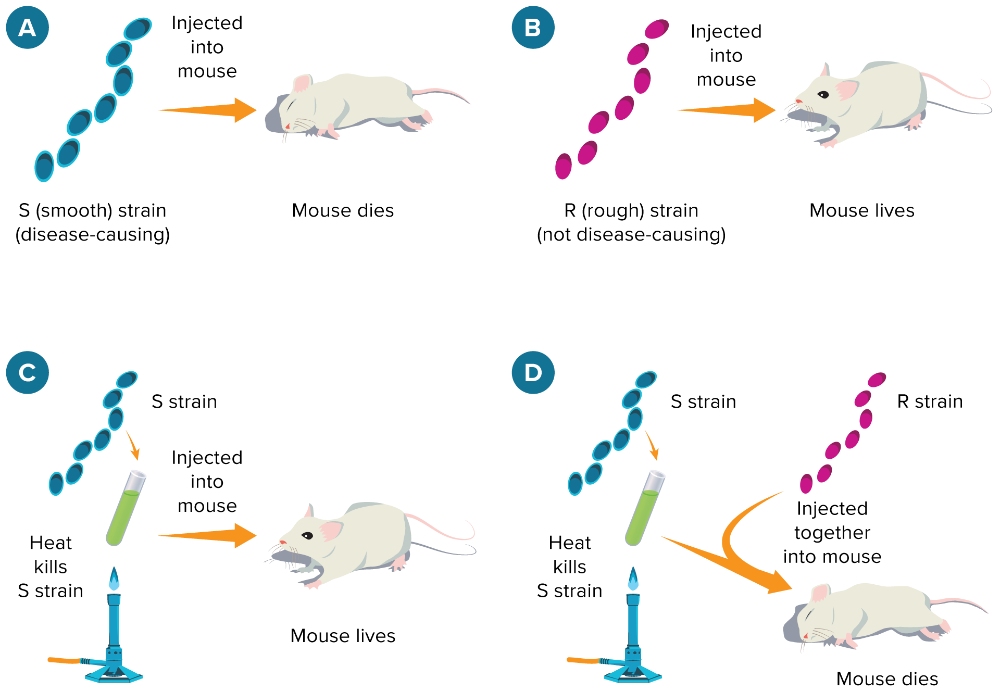 A
Injected
into
mouse
S (smooth) strain
(disease-causing)
Mouse dies
B
Injected
into
mouse
R (rough) strain
(not disease-causing)
Mouse lives
C
S strain
Injected
into
mouse
Heat
kills
S strain
Mouse lives
D
S strain
R strain
Injected
together
into mouse
Heat
kills
S strain
Mouse dies